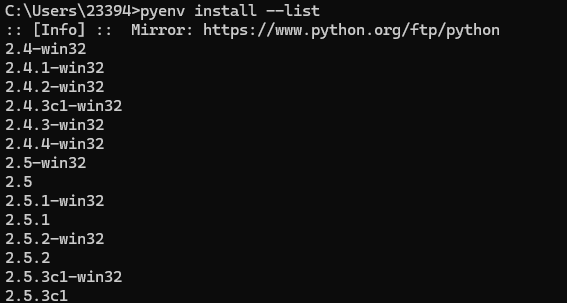 C:\Users\23394>pyenv install --list
:: [Info] ::  Mirror: https://www.python.org/ftp/python
2.4-win32
2.4.1-win32
2.4.2-win32
2.4.3c1-win32
2.4.3-win32
2.4.4-win32
2.5-win32
2.5
2.5.1-win32
2.5.1
2.5.2-win32
2.5.2
2.5.3c1-win32
2.5.3c1